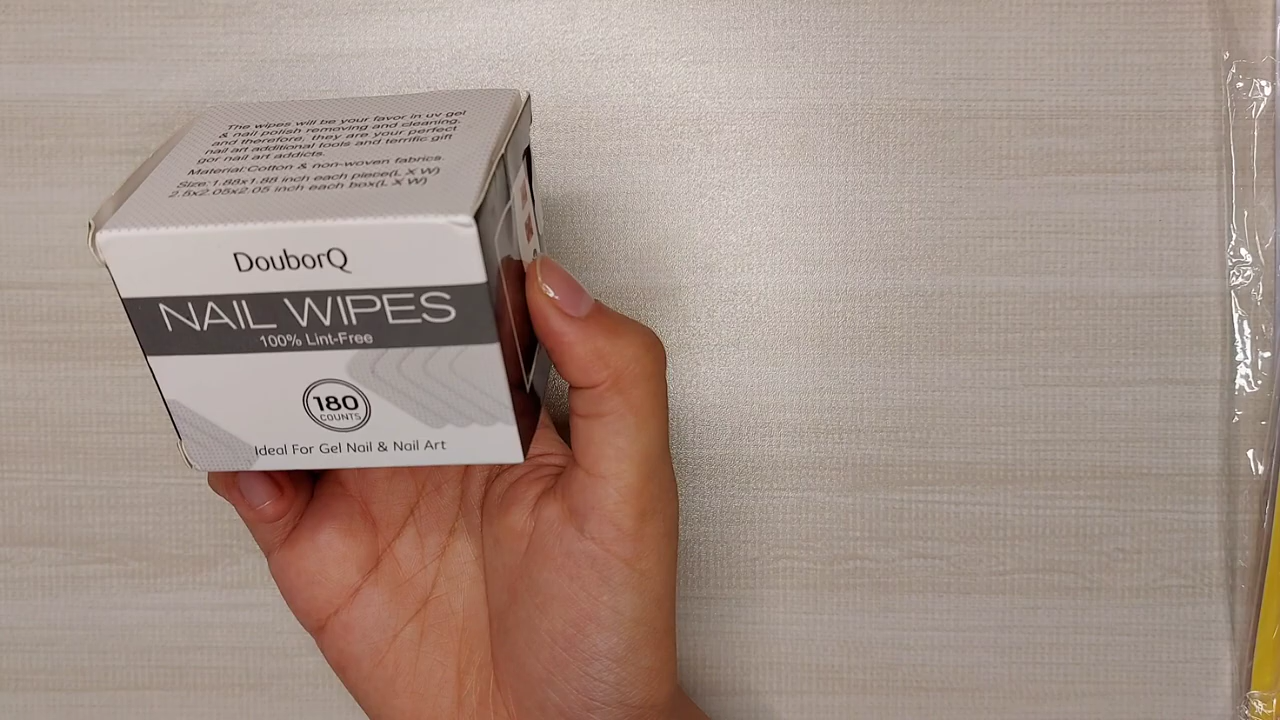 The wipes will be your favor in uv gel
& nail polish removing and cleaning.
and therefore, they are your perfect
nail art additional tools and terrific gift
gor nail art addicts.
Material:Cotton & non-woven fabrics.
Size:1.88x1.88 inch each piece(L X W)
2.5x2.05x2.05 inch each box(L X W)
DouborQ
NAIL WIPES
100% Lint-Free
180
COUNTS
Ideal For Gel Nail & Nail Art